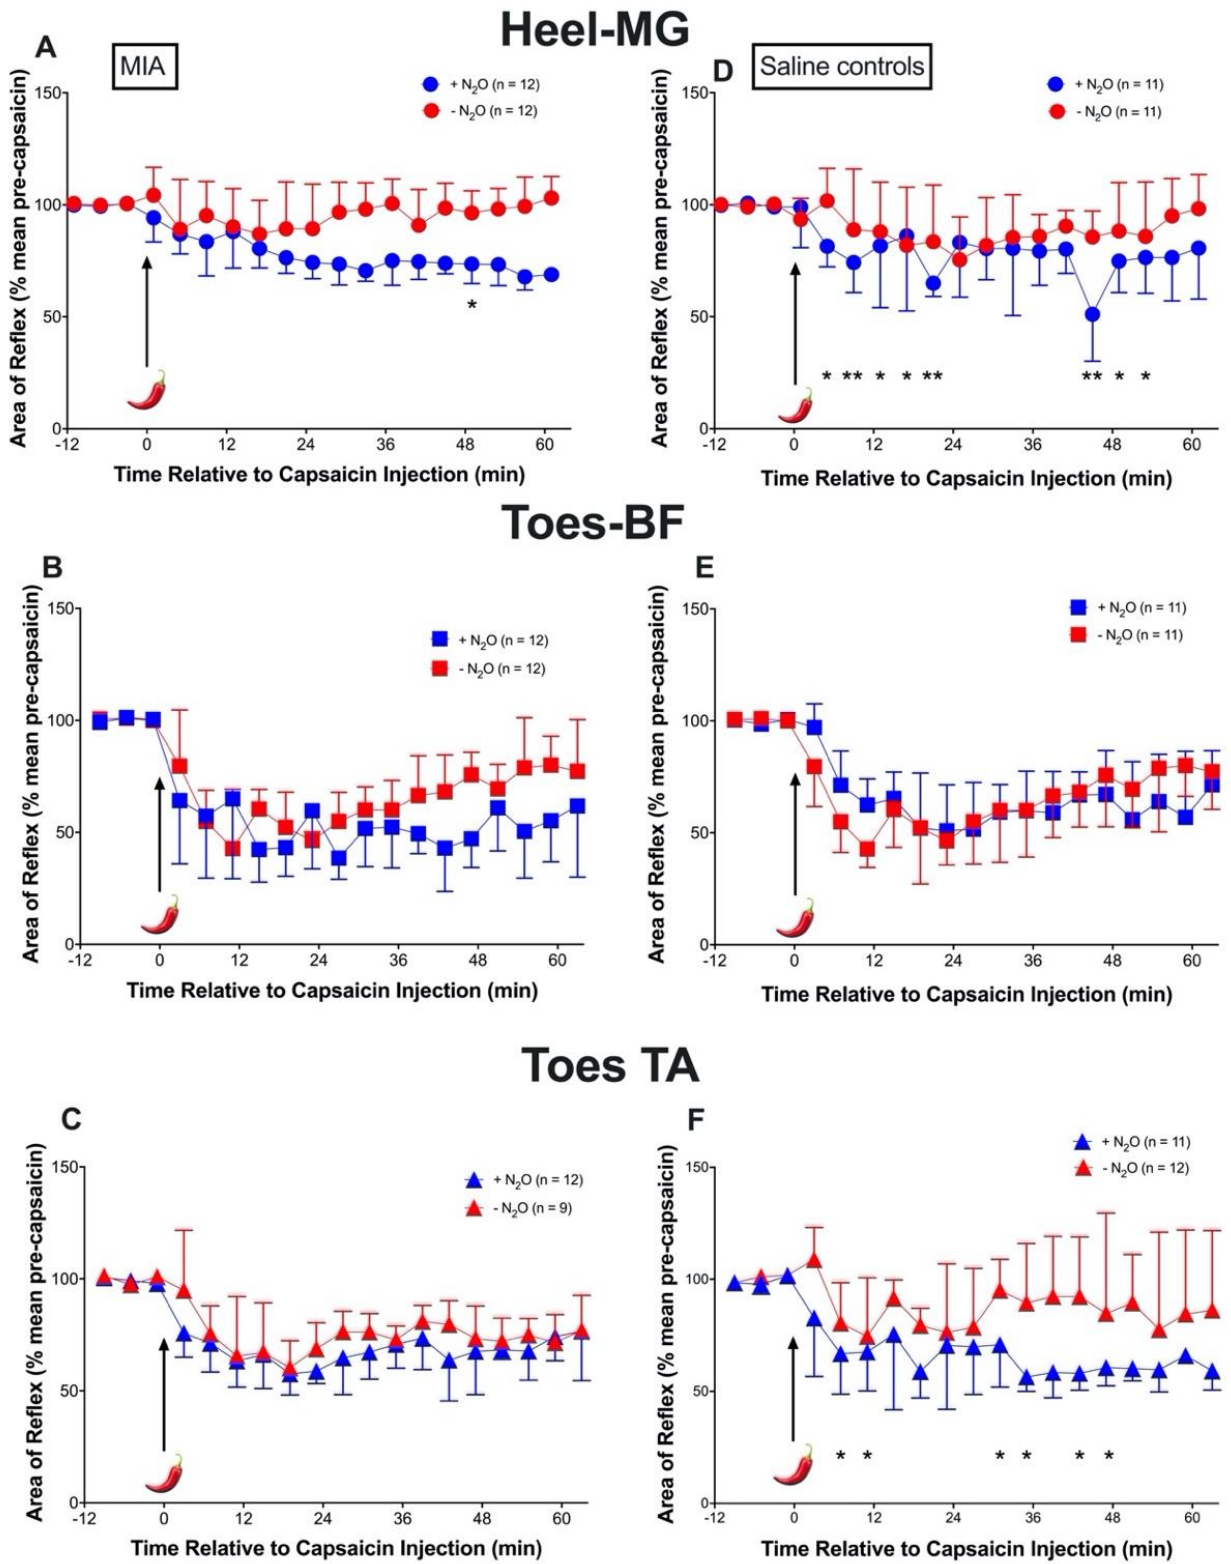 Heel-MG
A
MIA
+ N₂O (n = 12)
- N₂O (n = 12)
Area of Reflex (% mean pre-capsaicin)
150
100
50
0
*
-12 0 12 24 36 48 60
Time Relative to Capsaicin Injection (min)
D
Saline controls
+ N₂O (n = 11)
- N₂O (n = 11)
Area of Reflex (% mean pre-capsaicin)
150
100
50
0
* ** * * ** ** * *
-12 0 12 24 36 48 60
Time Relative to Capsaicin Injection (min)
Toes-BF
B
+ N₂O (n = 12)
- N₂O (n = 12)
Area of Reflex (% mean pre-capsaicin)
150
100
50
0
-12 0 12 24 36 48 60
Time Relative to Capsaicin Injection (min)
E
+ N₂O (n = 11)
- N₂O (n = 11)
Area of Reflex (% mean pre-capsaicin)
150
100
50
0
-12 0 12 24 36 48 60
Time Relative to Capsaicin Injection (min)
Toes TA
C
+ N₂O (n = 12)
- N₂O (n = 9)
Area of Reflex (% mean pre-capsaicin)
150
100
50
0
-12 0 12 24 36 48 60
Time Relative to Capsaicin Injection (min)
F
+ N₂O (n = 11)
- N₂O (n = 12)
Area of Reflex (% mean pre-capsaicin)
150
100
50
0
* * * * * *
-12 0 12 24 36 48 60
Time Relative to Capsaicin Injection (min)